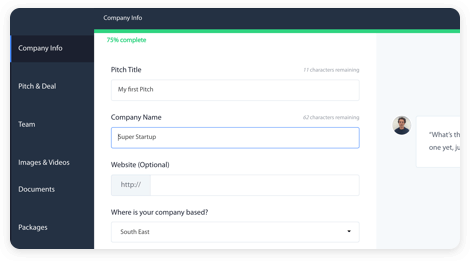 Company Info
75% complete
Company Info
Pitch & Deal
Team
Images & Videos
Documents
Packages
Pitch Title
11 characters remaining
My first Pitch
Company Name
62 characters remaining
Super Startup
Website (Optional)
http://
Where is your company based?
South East
"What's th
one yet, ju